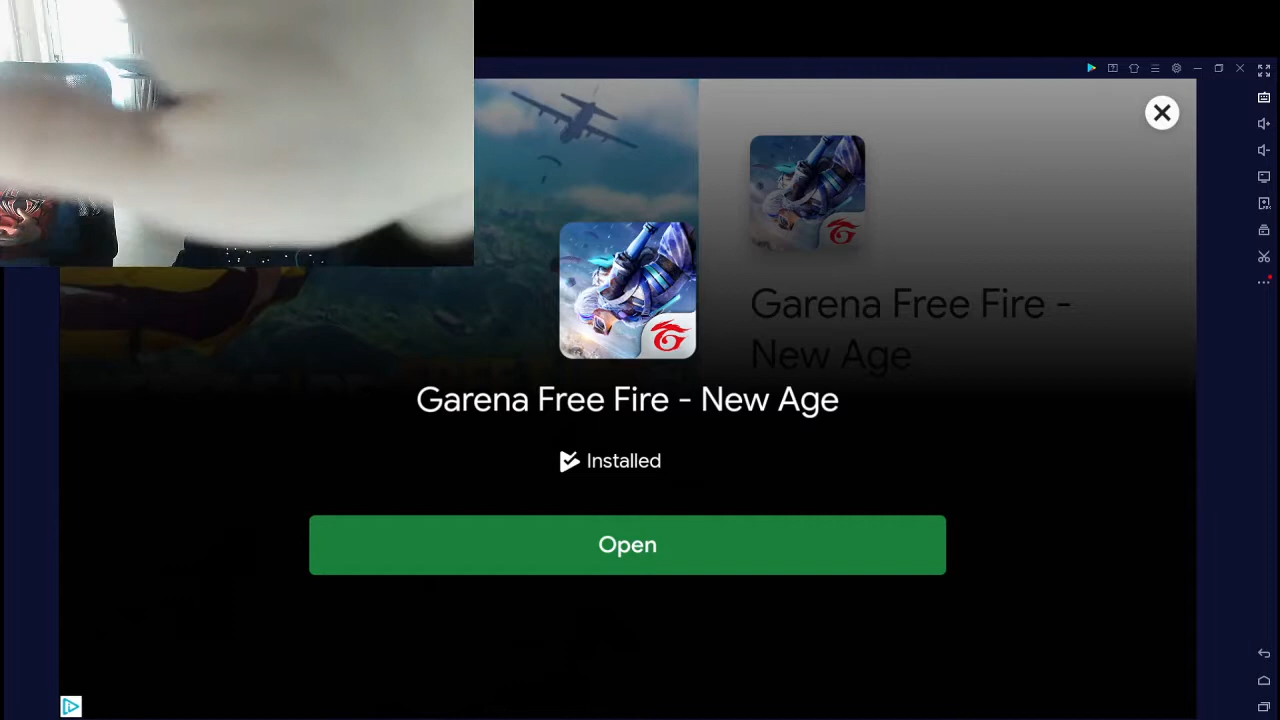 Garena Free Fire -
New Age
Garena Free Fire - New Age
Installed
Open